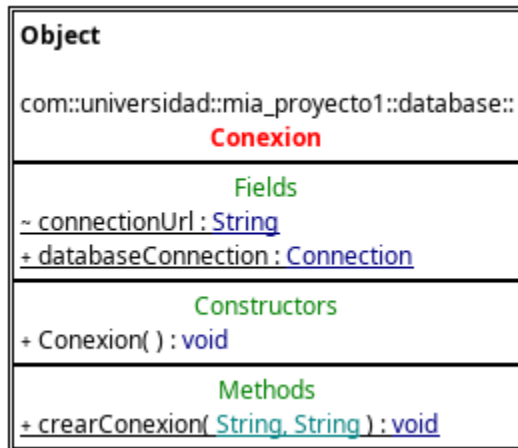 Object
com::universidad::mia_proyecto1::database::
Conexion
Fields
~ connectionUrl : String
+ databaseConnection : Connection
Constructors
+ Conexion( ) : void
Methods
+ crearConexion( String, String ) : void